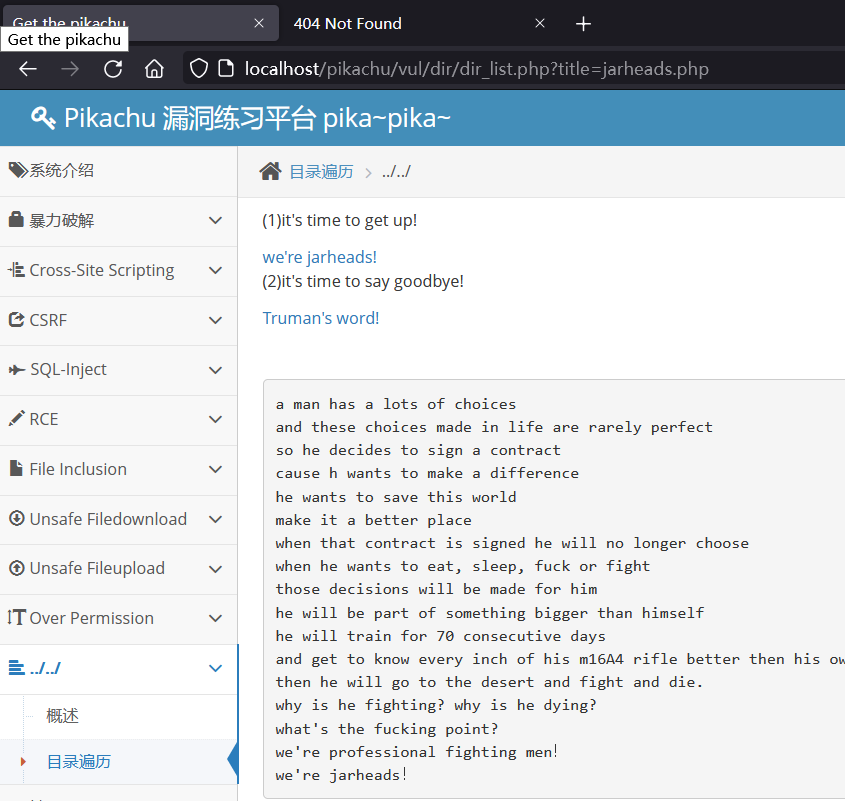 Get the pikachu
404 Not Found
Get the pikachu
localhost/pikachu/vul/dir/dir_list.php?title=jarheads.php
Pikachu 漏洞练习平台 pika~pika~
系统介绍
暴力破解
Cross-Site Scripting
CSRF
SQL-Inject
RCE
File Inclusion
Unsafe Filedownload
Unsafe Fileupload
Over Permission
../../
概述
目录遍历
目录遍历 > ../../
(1)it's time to get up!
we're jarheads!
(2)it's time to say goodbye!
Truman's word!
a man has a lots of choices
and these choices made in life are rarely perfect
so he decides to sign a contract
cause h wants to make a difference
he wants to save this world
make it a better place
when that contract is signed he will no longer choose
when he wants to eat, sleep, fuck or fight
those decisions will be made for him
he will be part of something bigger than himself
he will train for 70 consecutive days
and get to know every inch of his m16A4 rifle better then his
then he will go to the desert and fight and die.
why is he fighting? why is he dying?
what's the fucking point?
we're professional fighting men！
we're jarheads！